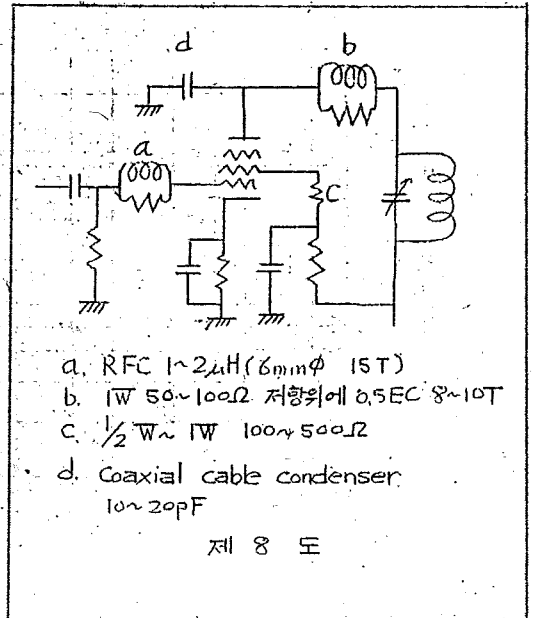 d
b
a
C
a. RFC 1~2μH(6mmφ 15T)
b. 1W 50~100Ω 저항위에 0.5EC 8~10T
C. 1/2 W~ 1W 100~500Ω
d. Coaxial cable condenser
10~20pF
제 8 도